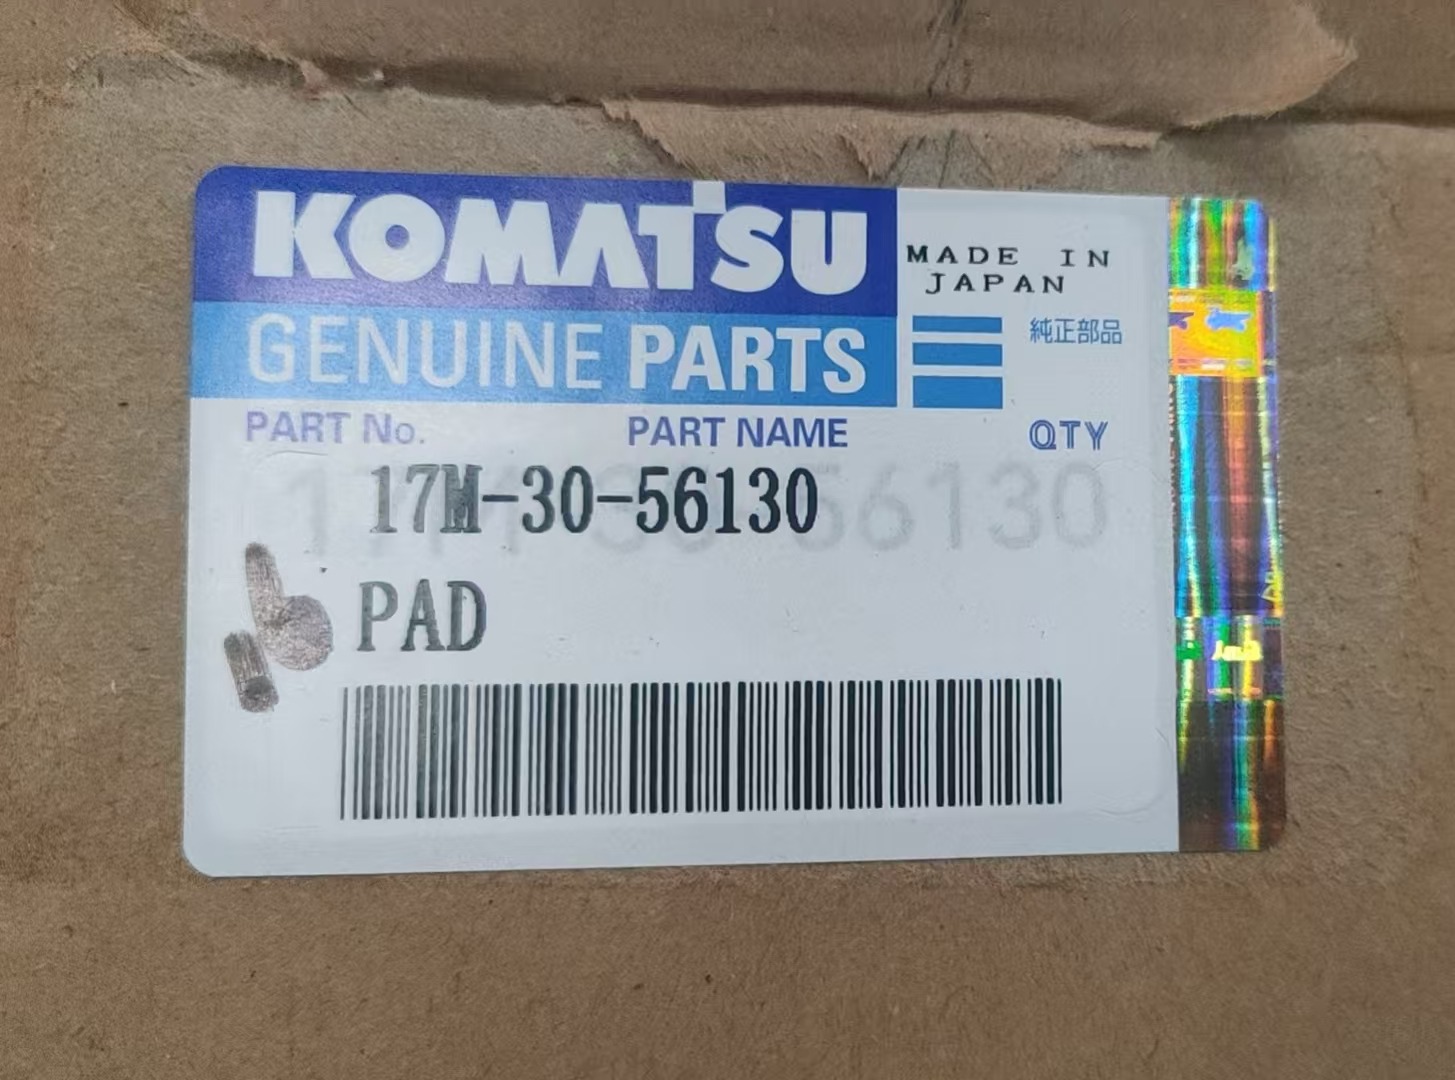 KOMATSU
MADE IN
JAPAN
GENUINE PARTS
純正部品
PART No. PART NAME QTY
17M-30-56130
PAD